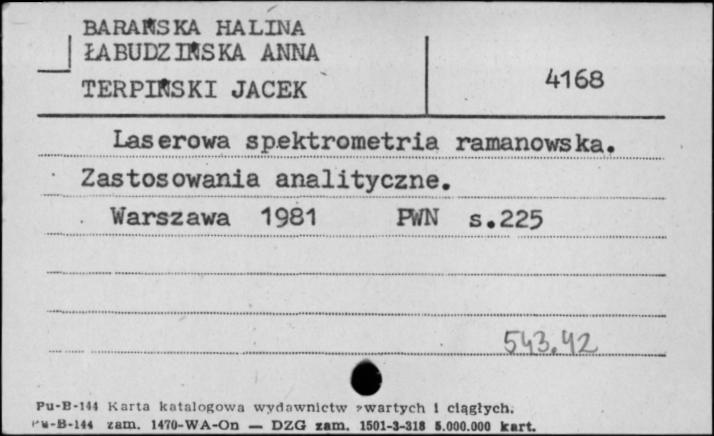 BARAŃSKA HALINA
ŁABUDZIŃSKA ANNA
TERPIŃSKI JACEK
4168
Laserowa spektrometria ramanowska.
Zastosowania analityczne.
Warszawa 1981 PWN s.225
543.42
Pu-B-144 Karta katalogowa wydawnictw zwartych i ciągłych.
Pu-B-144 zam. 1470-WA-On — DZG zam. 1501-3-318 5.000.000 kart.